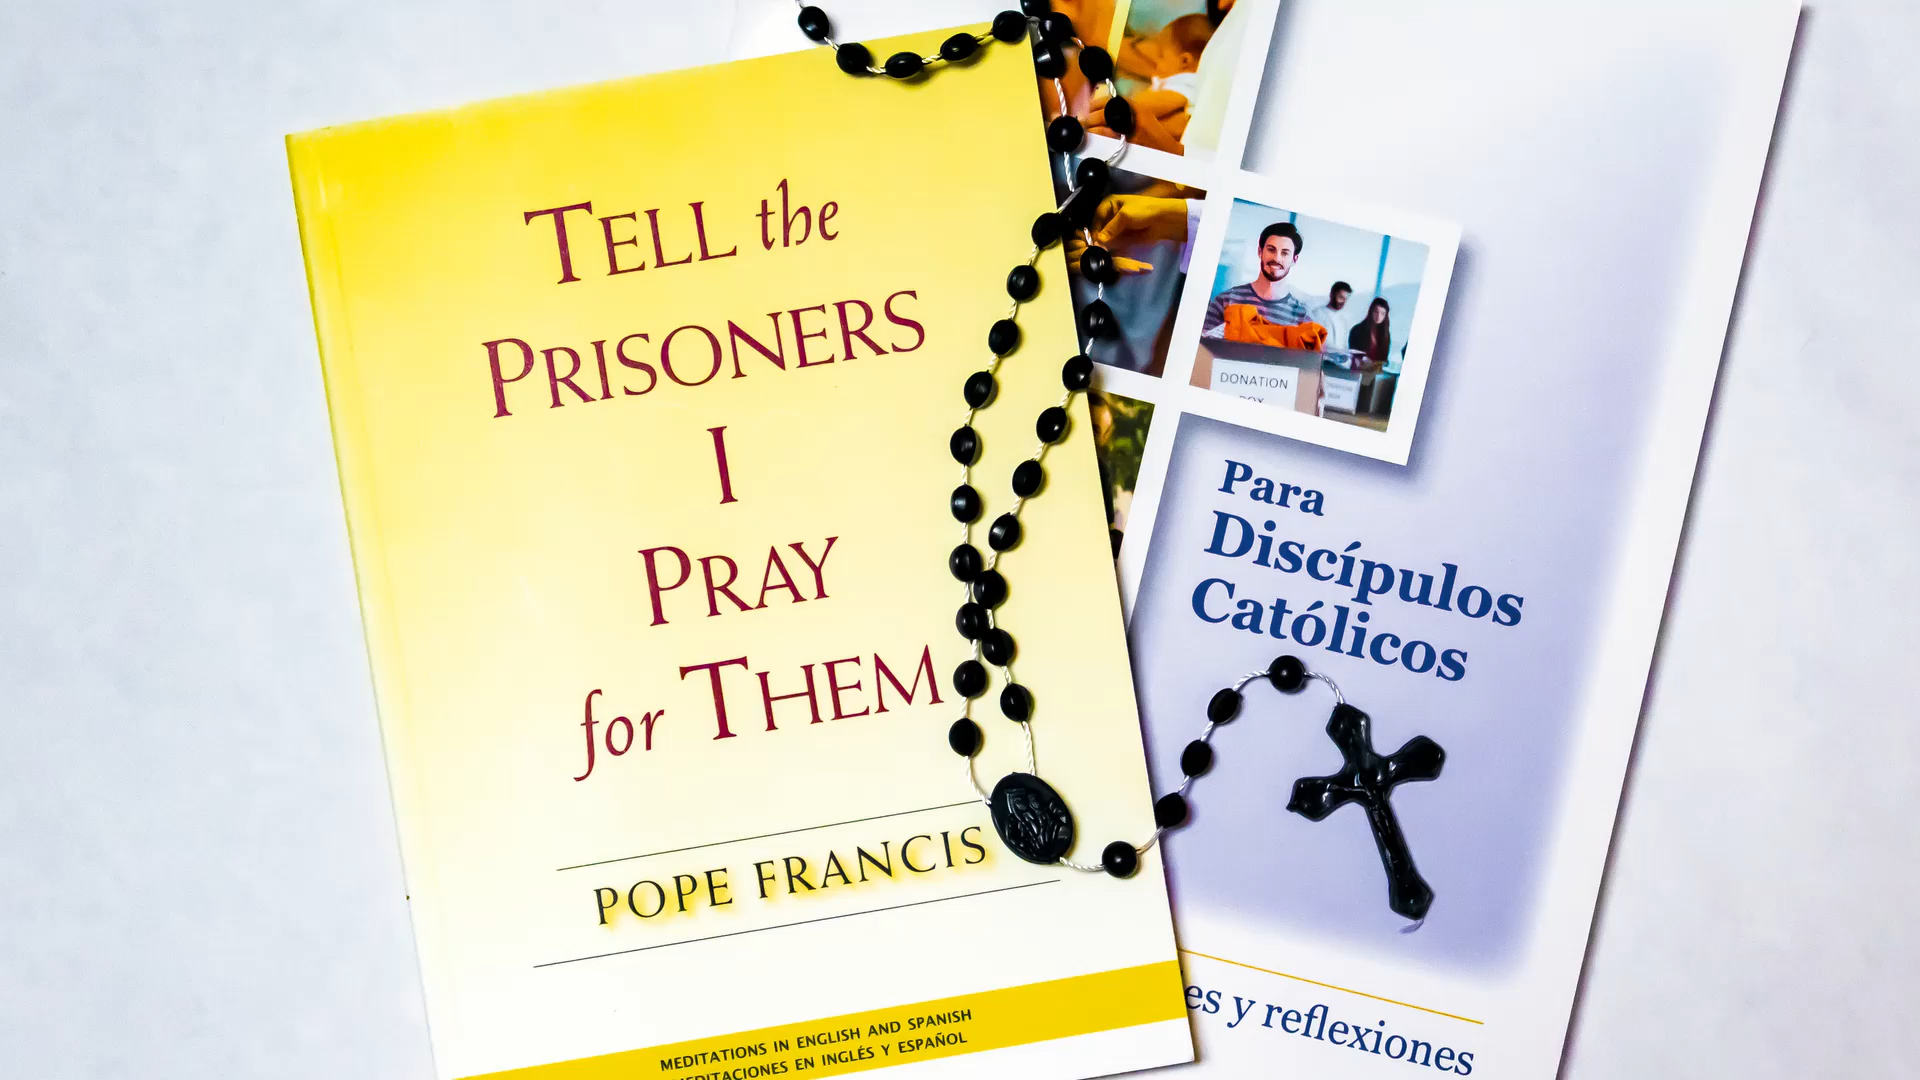 TELL the
PRISONERS
I
PRAY
for THEM
POPE FRANCIS
MEDITATIONS IN ENGLISH AND SPANISH
MEDITACIONES EN INGLÉS Y ESPAÑOL
DONATION
BOX
Para
Discípulos
Católicos
es y reflexiones